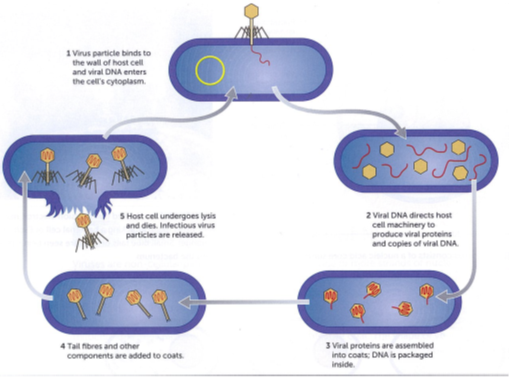 1 Virus particle binds to
the wall of host cell
and viral DNA enters
the cell's cytoplasm.
2 Viral DNA directs host
cell machinery to
produce viral proteins
and copies of viral DNA.
3 Viral proteins are assembled
into coats; DNA is packaged
inside.
4 Tail fibres and other
components are added to coats.
5 Host cell undergoes lysis
and dies. Infectious virus
particles are released.